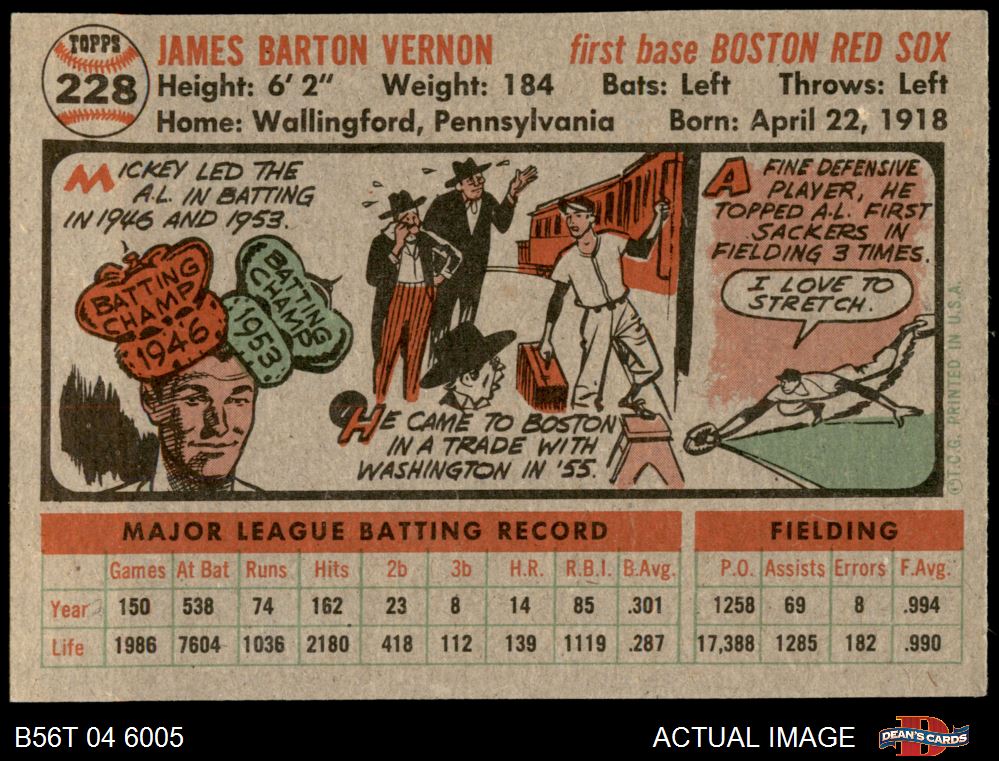 TOPPS
228
JAMES BARTON VERNON first base BOSTON RED SOX
Height: 6' 2" Weight: 184 Bats: Left Throws: Left
Home: Wallingford, Pennsylvania Born: April 22, 1918
MICKEY LED THE
A.L. IN BATTING
IN 1946 AND 1953.
BATTING
CHAMP
1946
BATTING
CHAMP
1953
HE CAME TO BOSTON
IN A TRADE WITH
WASHINGTON IN '55.
A FINE DEFENSIVE
PLAYER, HE
TOPPED A.L. FIRST
SACKERS IN
FIELDING 3 TIMES.
I LOVE TO
STRETCH.
©T.C.G. PRINTED IN U.S.A.
MAJOR LEAGUE BATTING RECORD FIELDING
Games At Bat Runs Hits 2b 3b H.R. R.B.I. B.Avg. P.O. Assists Errors F.Avg.
Year 150 538 74 162 23 8 14 85 .301 1258 69 8 .994
Life 1986 7604 1036 2180 418 112 139 1119 .287 17,388 1285 182 .990
B56T 04 6005 ACTUAL IMAGE DEAN'S CARDS